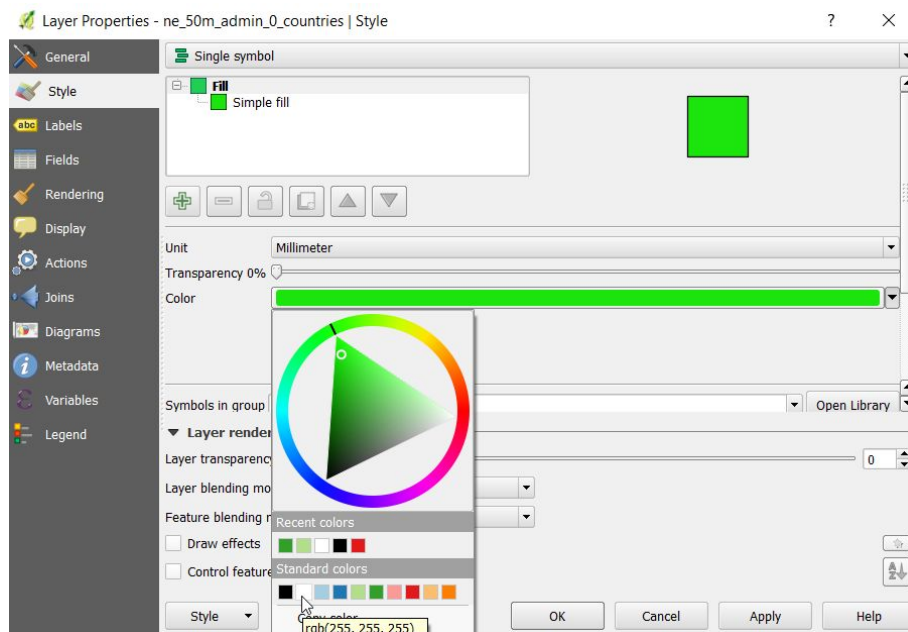 Layer Properties - ne_50m_admin_0_countries | Style
General
Style
abc Labels
Fields
Rendering
Display
Actions
Joins
Diagrams
Metadata
Variables
Legend
Single symbol
Fill
Simple fill
Unit Millimeter
Transparency 0%
Color
Symbols in group Open Library
Layer render
Layer transparency 0
Layer blending mo
Feature blending
Recent colors
Draw effects
Standard colors
Control feature
Copy color
rgb(255, 255, 255)
Style OK Cancel Apply Help